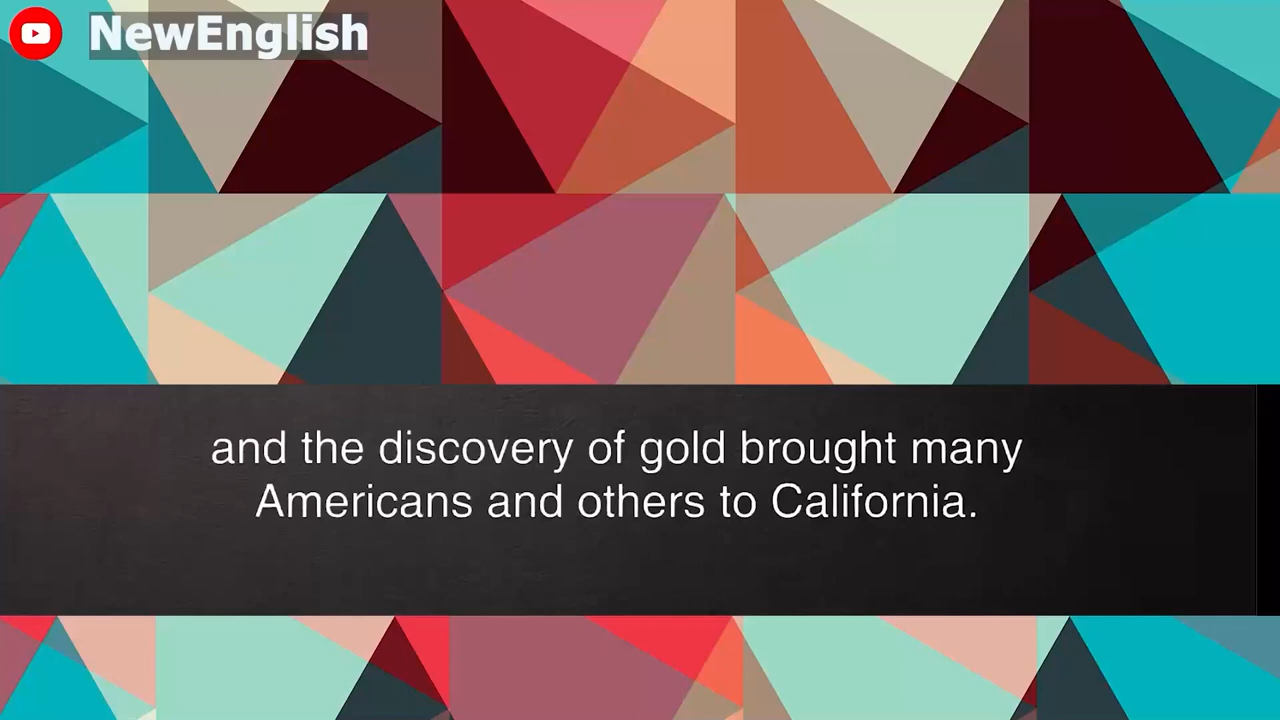 NewEnglish
and the discovery of gold brought many
Americans and others to California.